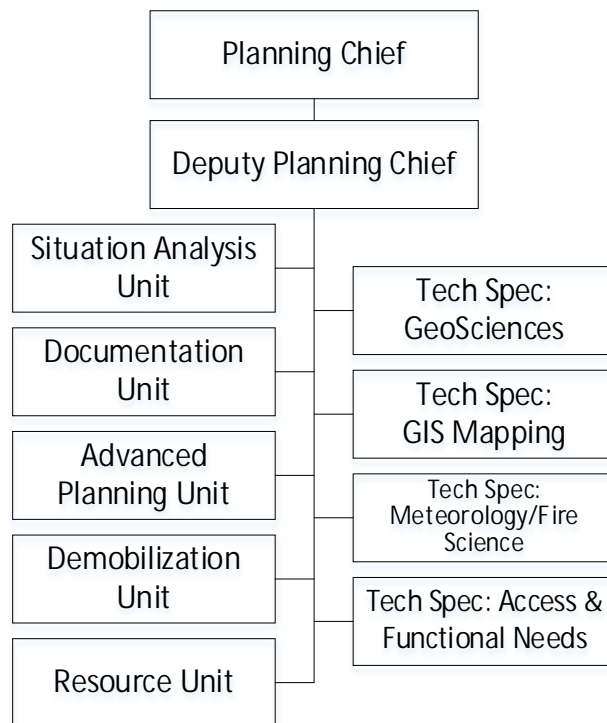 Planning Chief
Deputy Planning Chief
Situation Analysis
Unit
Documentation
Unit
Advanced
Planning Unit
Demobilization
Unit
Resource Unit
Tech Spec:
GeoSciences
Tech Spec:
GIS Mapping
Tech Spec:
Meteorology/Fire
Science
Tech Spec: Access &
Functional Needs